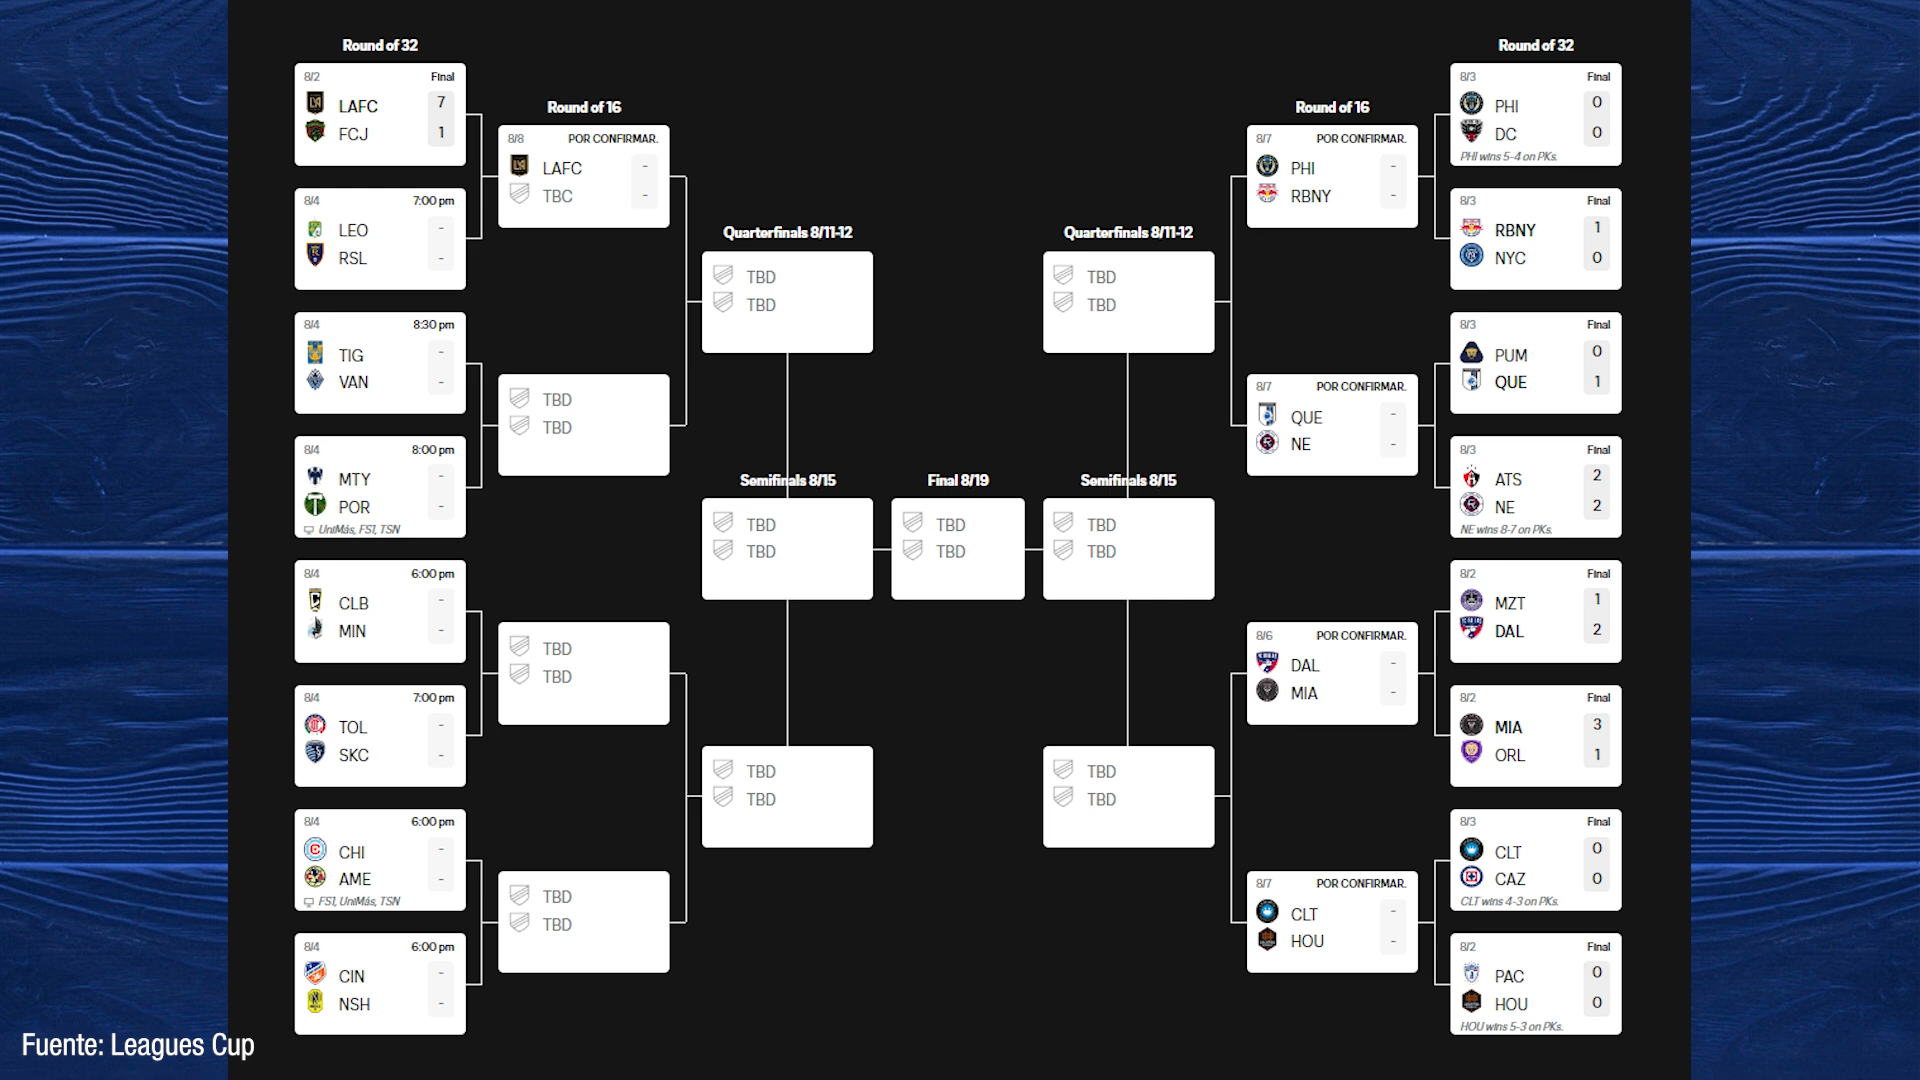 Round of 32
8/2 Final
LAFC 7
FCJ 1
8/4 7:00 pm
LEO -
RSL -
8/4 8:30 pm
TIG -
VAN -
8/4 8:00 pm
MTY -
POR -
UniMás, FS1, TSN
8/4 6:00 pm
CLB -
MIN -
8/4 7:00 pm
TOL -
SKC -
8/4 6:00 pm
CHI -
AME -
FS1, UniMás, TSN
8/4 6:00 pm
CIN -
NSH -
Round of 16
8/8 POR CONFIRMAR.
LAFC -
TBC -
TBD
TBD
TBD
TBD
TBD
TBD
Quarterfinals 8/11-12
TBD
TBD
Semifinals 8/15
TBD
TBD
TBD
TBD
Final 8/19
TBD
TBD
Quarterfinals 8/11-12
TBD
TBD
Semifinals 8/15
TBD
TBD
TBD
TBD
Round of 16
8/7 POR CONFIRMAR.
PHI -
RBNY -
8/7 POR CONFIRMAR.
QUE -
NE -
8/6 POR CONFIRMAR.
DAL -
MIA -
8/7 POR CONFIRMAR.
CLT -
HOU -
Round of 32
8/3 Final
PHI 0
DC 0
PHI wins 5-4 on PKs.
8/3 Final
RBNY 1
NYC 0
8/3 Final
PUM 0
QUE 1
8/3 Final
ATS 2
NE 2
NE wins 8-7 on PKs.
8/2 Final
MZT 1
DAL 2
8/2 Final
MIA 3
ORL 1
8/3 Final
CLT 0
CAZ 0
CLT wins 4-3 on PKs.
8/2 Final
PAC 0
HOU 0
HOU wins 5-3 on PKs.
Fuente: Leagues Cup